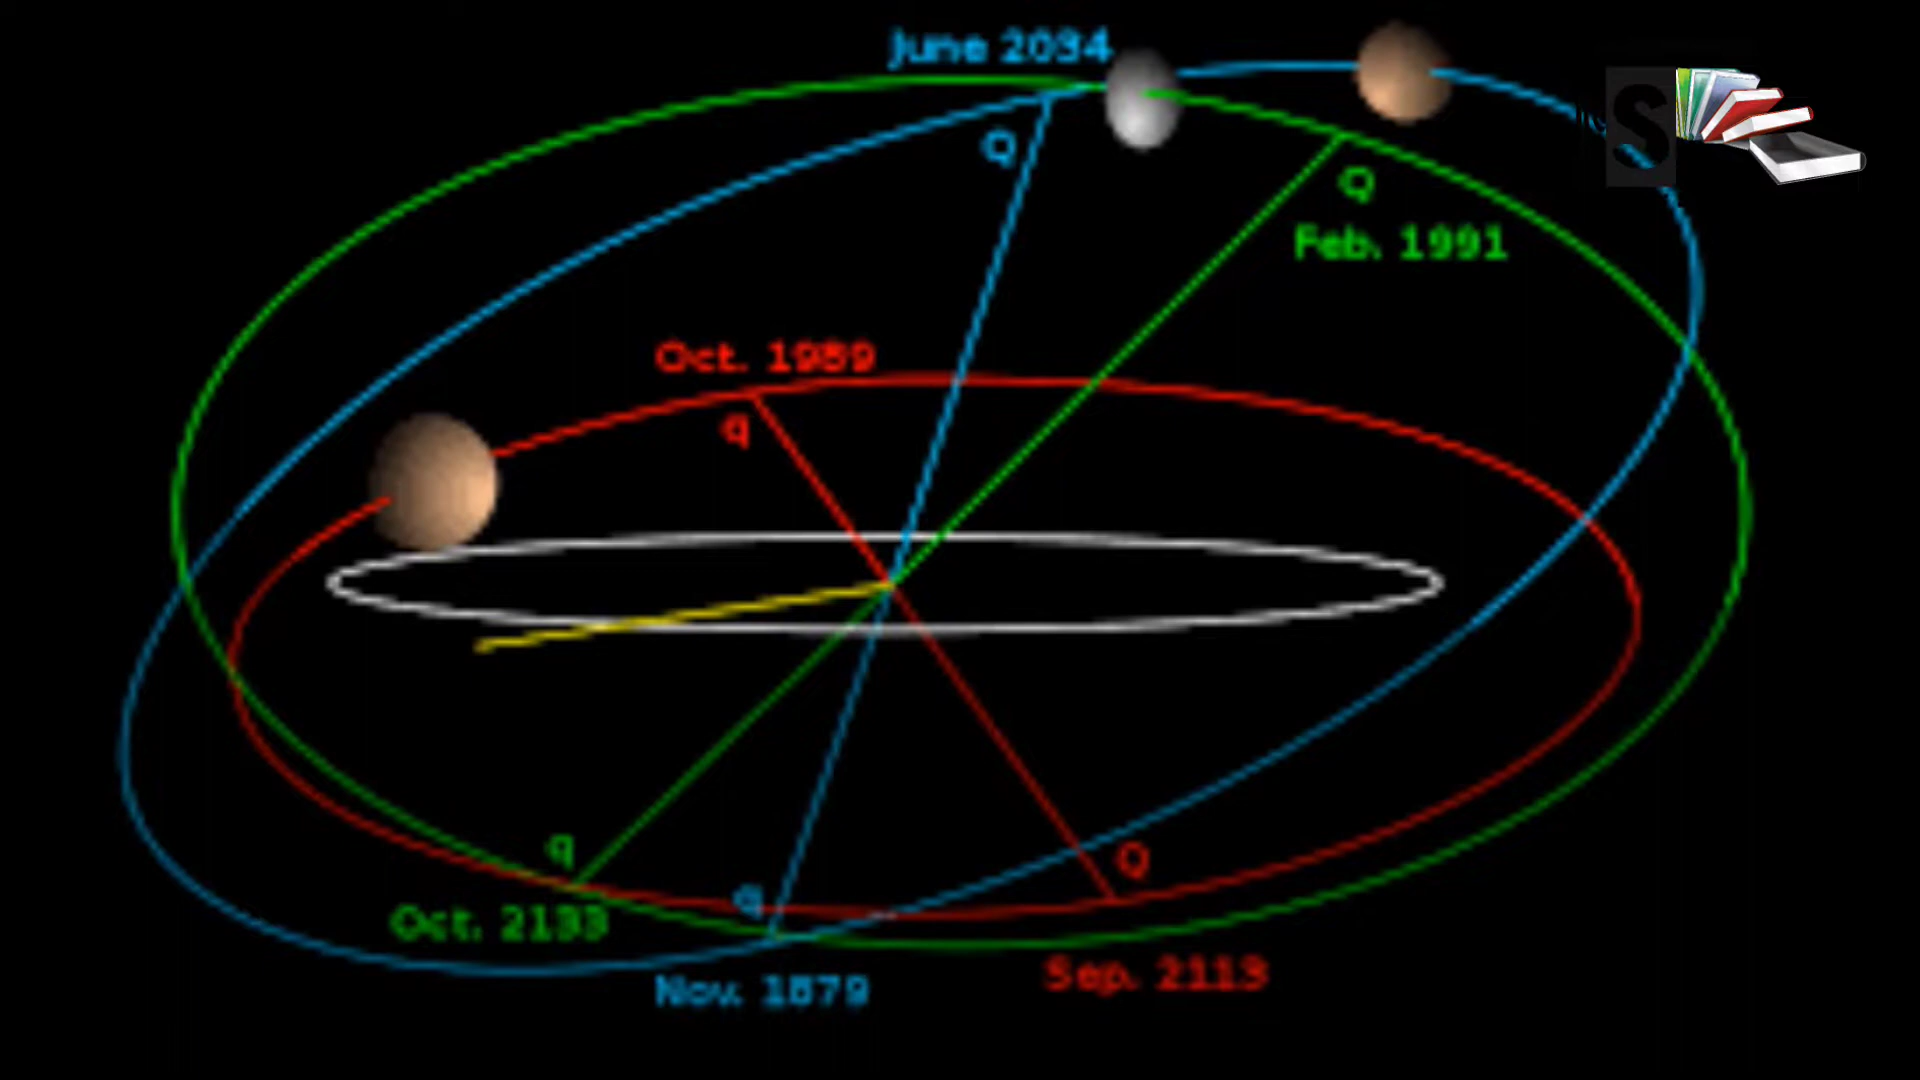 June 2034
Q
Q
Feb. 1991
Oct. 1989
q
q
Q
q
Oct. 2133
Sep. 2113
Nov. 1879
S